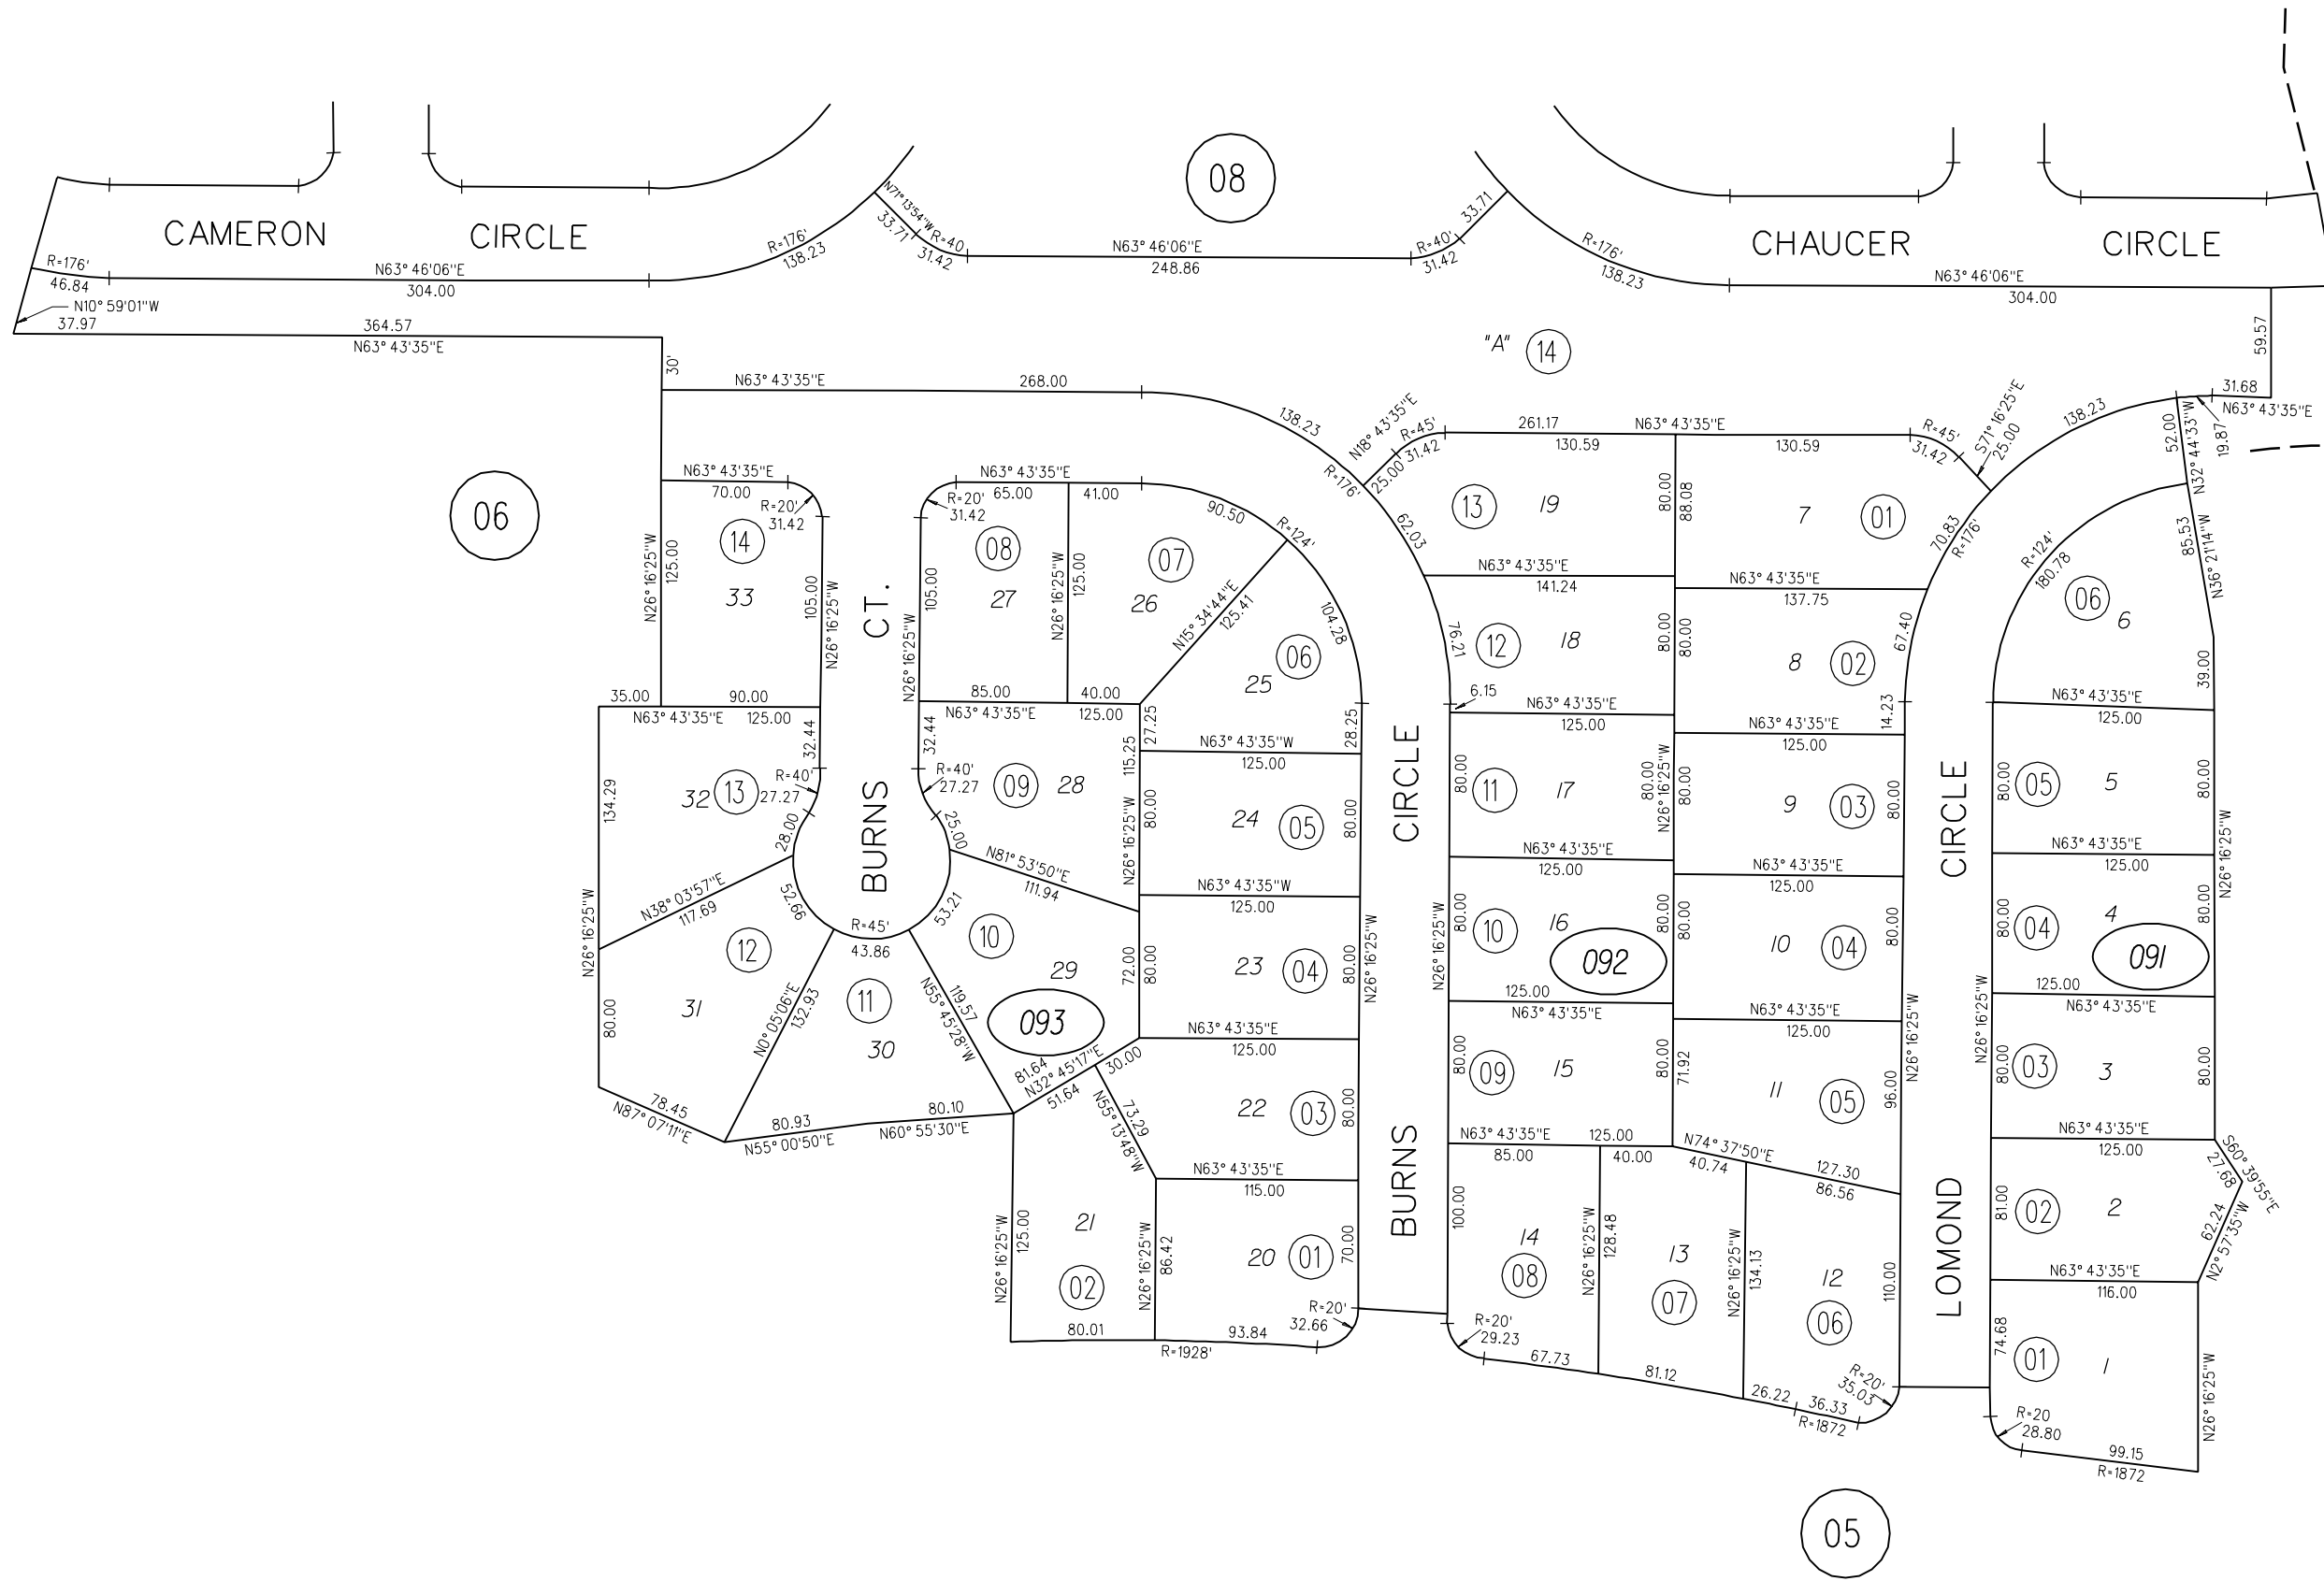 08
CAMERON CIRCLE
R=176'
46.84
N10° 59'01"W
37.97
N63° 46'06"E
304.00
364.57
N63° 43'35"E
30'
R=176'
138.23
N71° 13'54"W
33.71
R=40
31.42
N63° 46'06"E
248.86
R=40'
31.42
33.71
R=176'
138.23
CHAUCER CIRCLE
N63° 46'06"E
304.00
59.57
31.68
N63° 43'35"E
"A" 14
N63° 43'35"E
268.00
138.23
R=176'
N18° 43'35"E
25.00
R=45'
31.42
261.17
N63° 43'35"E
130.59
130.59
R=45'
31.42
S71° 16'25"E
25.00
138.23
52.00
N32° 44'33"W
19.87
06
N63° 43'35"E
70.00
R=20'
31.42
14
33
N26° 16'25"W
125.00
105.00
N26° 16'25"W
35.00
90.00
N63° 43'35"E
125.00
BURNS CT.
N63° 43'35"E
65.00
41.00
R=20'
31.42
08
27
105.00
N26° 16'25"W
N26° 16'25"W
125.00
07
26
90.50
R=124'
N15° 34'44"E
125.41
104.28
06
25
85.00
40.00
N63° 43'35"E
125.00
27.25
28.25
32.44
32.44
R=40'
27.27
R=40'
27.27
32
13
134.29
28.00
N38° 03'57"E
117.69
N26° 16'25"W
80.00
52.66
12
31
N0° 05'06"E
132.93
78.45
N87° 07'11"E
R=45'
43.86
11
30
80.93
N55° 00'50"E
80.10
N60° 55'30"E
09
28
25.00
N81° 53'50"E
111.94
53.21
10
29
119.57
N55° 45'28"W
093
115.25
N26° 16'25"W
72.00
81.64
N32° 45'17"E
51.64
30.00
N63° 43'35"W
125.00
24
05
80.00
80.00
N63° 43'35"W
125.00
23
04
80.00
80.00
N63° 43'35"E
125.00
22
03
80.00
73.29
N55° 13'48"W
N63° 43'35"E
115.00
21
02
N26° 16'25"W
125.00
80.01
N26° 16'25"W
86.42
20
01
70.00
R=20'
32.66
93.84
R=1928'
N26° 16'25"W
BURNS CIRCLE
N26° 16'25"W
62.03
13
19
80.00
88.08
N63° 43'35"E
141.24
76.21
12
18
80.00
80.00
6.15
N63° 43'35"E
125.00
80.00
11
17
80.00
N26° 16'25"W
80.00
N63° 43'35"E
125.00
80.00
10
16
80.00
80.00
092
125.00
N63° 43'35"E
80.00
09
15
80.00
71.92
N63° 43'35"E
125.00
85.00
40.00
100.00
14
08
R=20'
29.23
67.73
N26° 16'25"W
128.48
13
07
81.12
N26° 16'25"W
134.13
N74° 37'50"E
40.74
127.30
86.56
12
06
110.00
R=20'
35.03
26.22
36.33
R=1872
7
01
70.83
R=176'
N63° 43'35"E
137.75
67.40
8
02
14.23
N63° 43'35"E
125.00
9
03
80.00
N63° 43'35"E
125.00
10
04
80.00
N63° 43'35"E
125.00
11
05
96.00
N26° 16'25"W
LOMOND CIRCLE
N26° 16'25"W
R=124'
180.78
85.53
N36° 21'14"W
06
6
39.00
N63° 43'35"E
125.00
80.00
05
5
80.00
N26° 16'25"W
N63° 43'35"E
125.00
80.00
04
4
80.00
091
125.00
N63° 43'35"E
80.00
03
3
80.00
N63° 43'35"E
125.00
S60° 39'55"E
27.68
81.00
02
2
62.24
N2° 57'35"W
N63° 43'35"E
116.00
74.68
01
1
N26° 16'25"W
R=20
28.80
99.15
R=1872
05